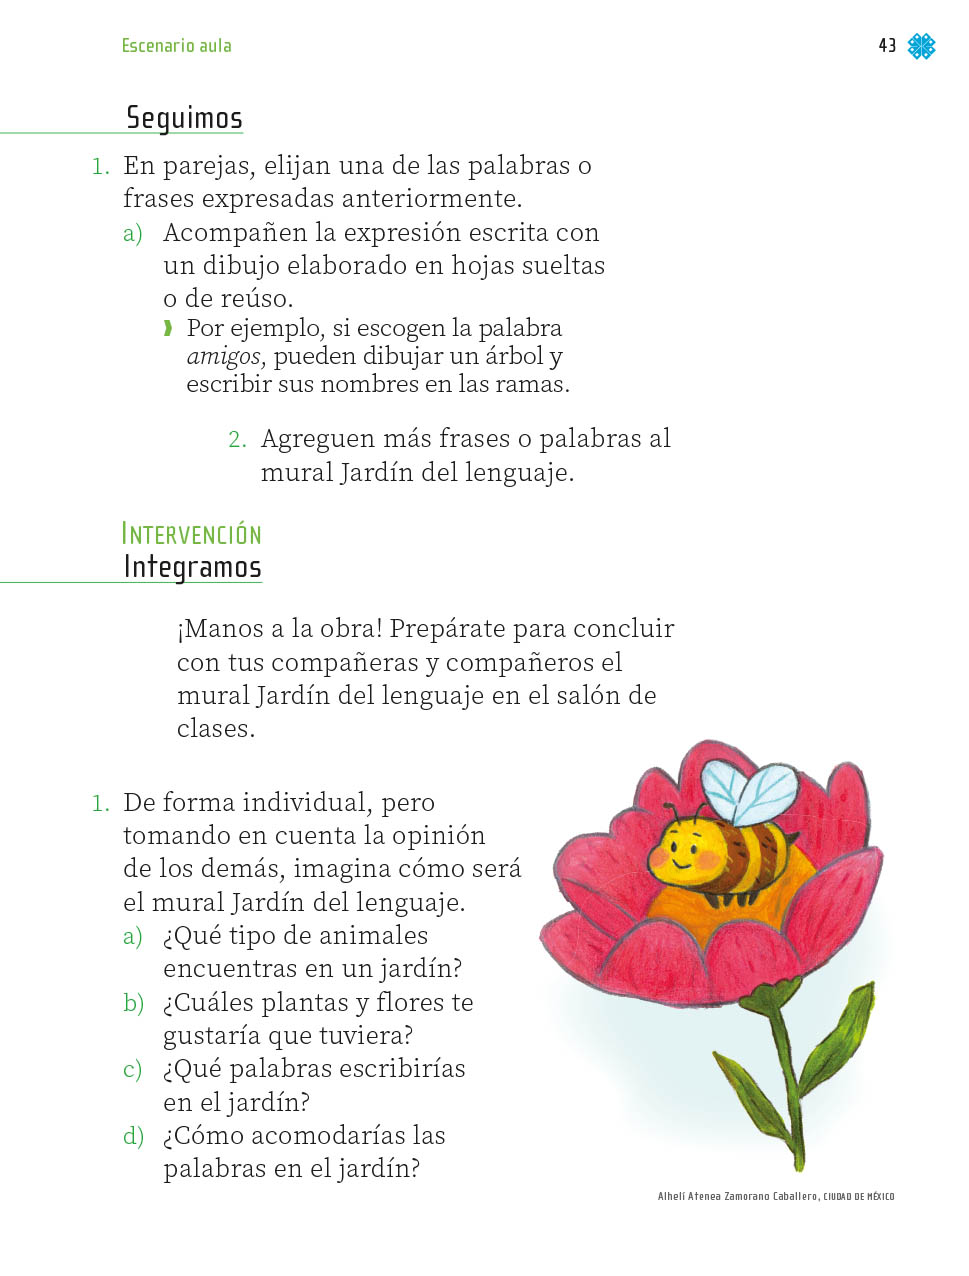 Escenario aula
43
Seguimos
1. En parejas, elijan una de las palabras o
frases expresadas anteriormente.
a) Acompañen la expresión escrita con
un dibujo elaborado en hojas sueltas
o de reúso.
Por ejemplo, si escogen la palabra
amigos, pueden dibujar un árbol y
escribir sus nombres en las ramas.
2. Agreguen más frases o palabras al
mural Jardín del lenguaje.
INTERVENCIÓN
Integramos
¡Manos a la obra! Prepárate para concluir
con tus compañeras y compañeros el
mural Jardín del lenguaje en el salón de
clases.
1. De forma individual, pero
tomando en cuenta la opinión
de los demás, imagina cómo será
el mural Jardín del lenguaje.
a) ¿Qué tipo de animales
encuentras en un jardín?
b) ¿Cuáles plantas y flores te
gustaría que tuviera?
c) ¿Qué palabras escribirías
en el jardín?
d) ¿Cómo acomodarías las
palabras en el jardín?
Alhelí Atenea Zamorano Caballero, CIUDAD DE MÉXICO